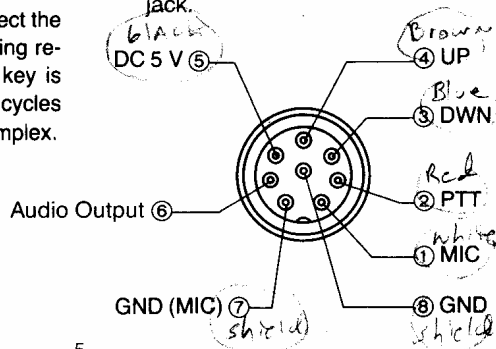 jack.
ect the
ing re-
key is
cycles
mplex.
black
DC 5 V ⑤
Brown
④ UP
Blue
③ DWN
Red
② PTT
white
① MIC
Audio Output ⑥
GND (MIC) ⑦
shield
⑧ GND
shield
5